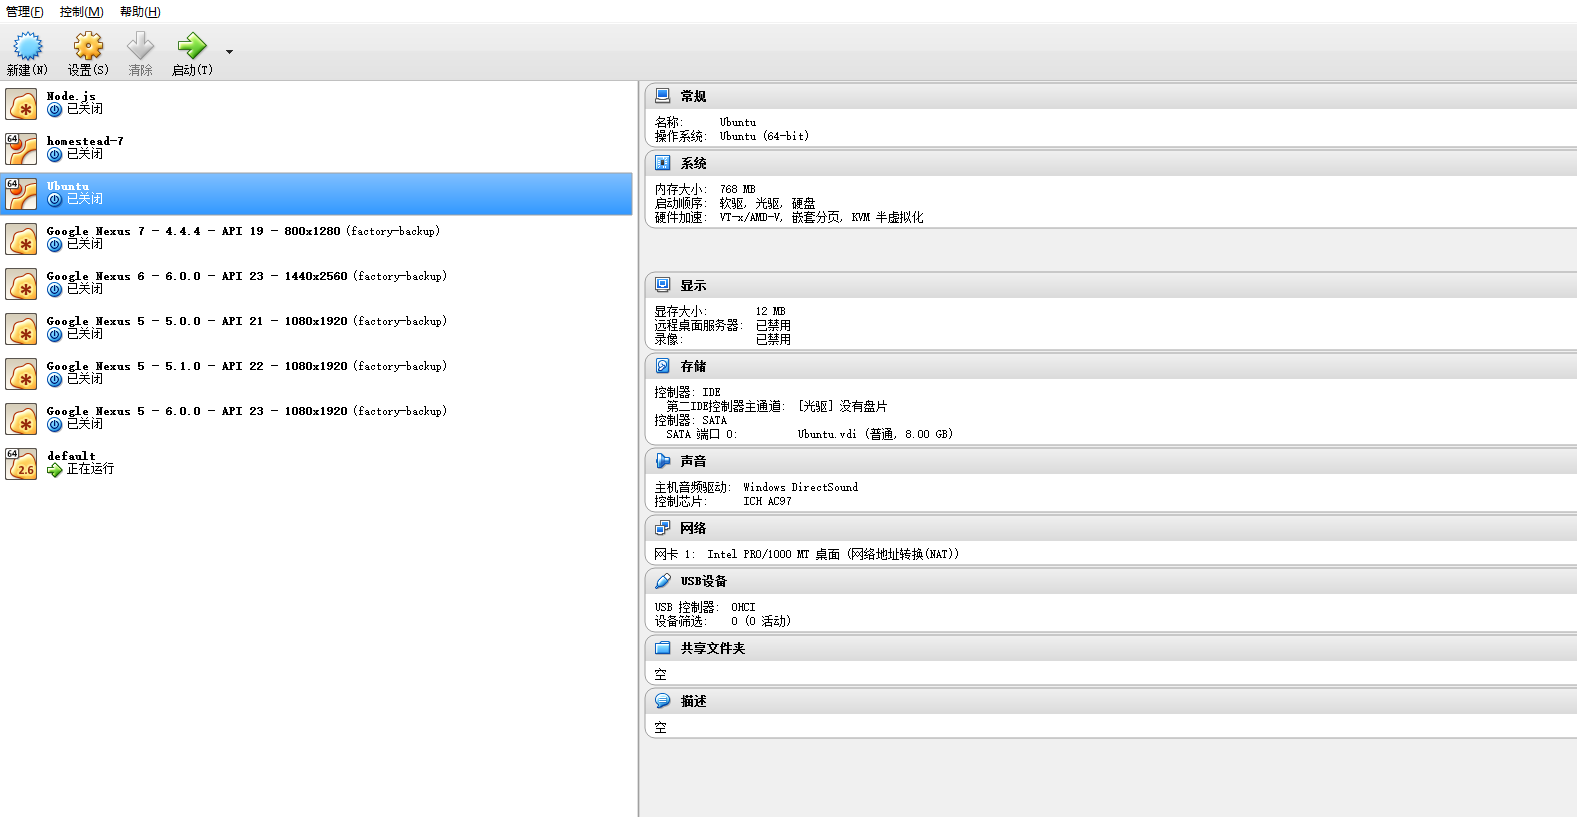 管理(F) 控制(M) 帮助(H)
新建(N) 设置(S) 清除 启动(T)
Node.js
已关闭
64
homestead-7
已关闭
64
Ubuntu
已关闭
Google Nexus 7 - 4.4.4 - API 19 - 800x1280 (factory-backup)
已关闭
Google Nexus 6 - 6.0.0 - API 23 - 1440x2560 (factory-backup)
已关闭
Google Nexus 5 - 5.0.0 - API 21 - 1080x1920 (factory-backup)
已关闭
Google Nexus 5 - 5.1.0 - API 22 - 1080x1920 (factory-backup)
已关闭
Google Nexus 5 - 6.0.0 - API 23 - 1080x1920 (factory-backup)
已关闭
64
2.6
default
正在运行
常规
名称: Ubuntu
操作系统: Ubuntu (64-bit)
系统
内存大小: 768 MB
启动顺序: 软驱, 光驱, 硬盘
硬件加速: VT-x/AMD-V, 嵌套分页, KVM 半虚拟化
显示
显存大小: 12 MB
远程桌面服务器: 已禁用
录像: 已禁用
存储
控制器: IDE
第二IDE控制器主通道: [光驱] 没有盘片
控制器: SATA
SATA 端口 0: Ubuntu.vdi (普通, 8.00 GB)
声音
主机音频驱动: Windows DirectSound
控制芯片: ICH AC97
网络
网卡 1: Intel PRO/1000 MT 桌面 (网络地址转换(NAT))
USB设备
USB 控制器: OHCI
设备筛选: 0 (0 活动)
共享文件夹
空
描述
空